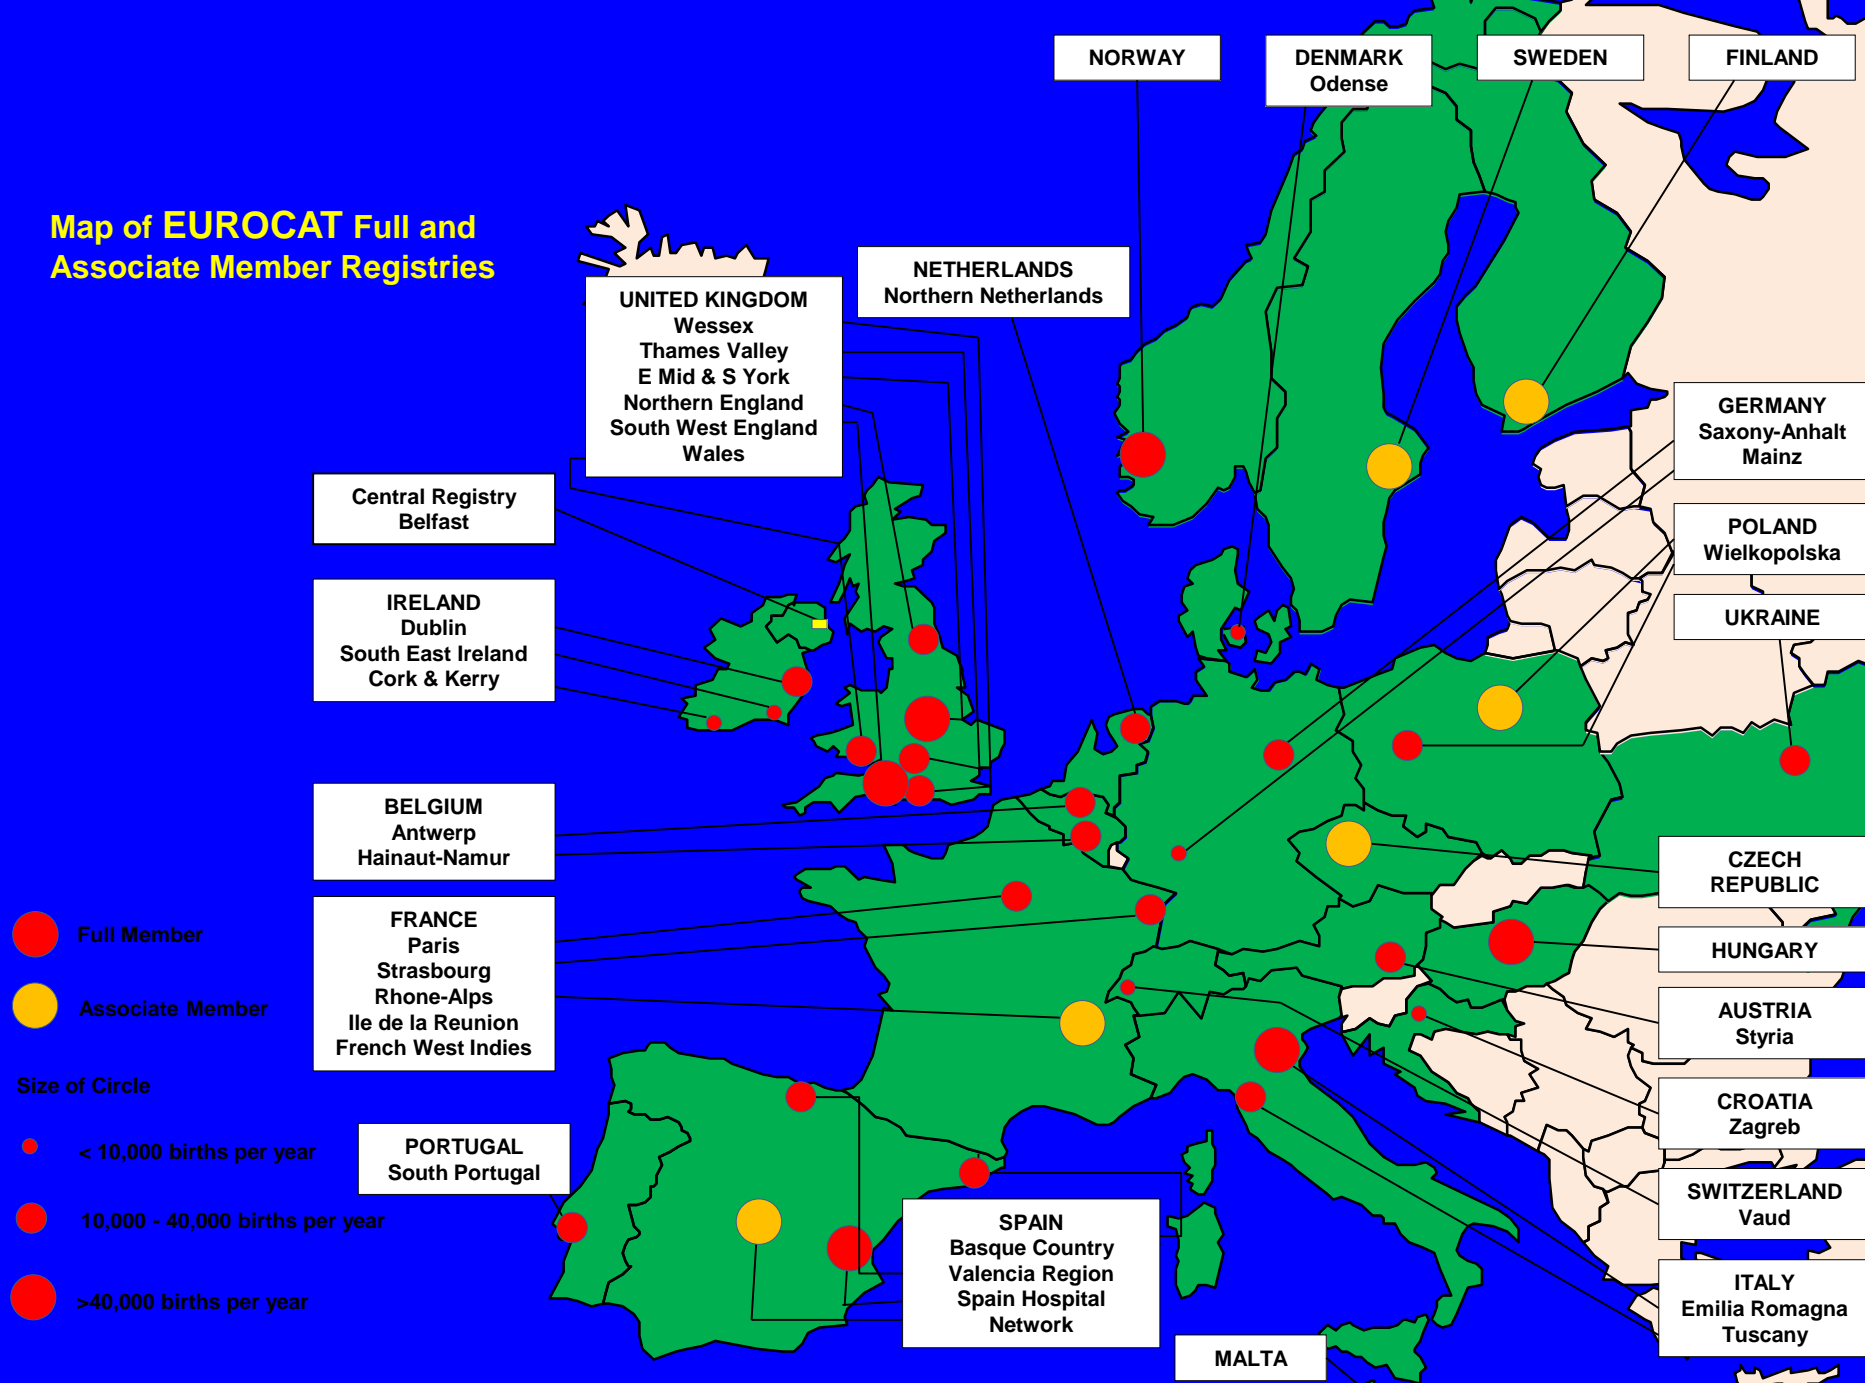 Map of EUROCAT Full and
Associate Member Registries
NORWAY
DENMARK
Odense
SWEDEN
FINLAND
NETHERLANDS
Northern Netherlands
UNITED KINGDOM
Wessex
Thames Valley
E Mid & S York
Northern England
South West England
Wales
GERMANY
Saxony-Anhalt
Mainz
Central Registry
Belfast
POLAND
Wielkopolska
IRELAND
Dublin
South East Ireland
Cork & Kerry
UKRAINE
BELGIUM
Antwerp
Hainaut-Namur
CZECH
REPUBLIC
FRANCE
Paris
Strasbourg
Rhone-Alps
Ile de la Reunion
French West Indies
HUNGARY
AUSTRIA
Styria
CROATIA
Zagreb
SWITZERLAND
Vaud
ITALY
Emilia Romagna
Tuscany
PORTUGAL
South Portugal
SPAIN
Basque Country
Valencia Region
Spain Hospital
Network
MALTA
Full Member
Associate Member
Size of Circle
< 10,000 births per year
10,000 - 40,000 births per year
>40,000 births per year